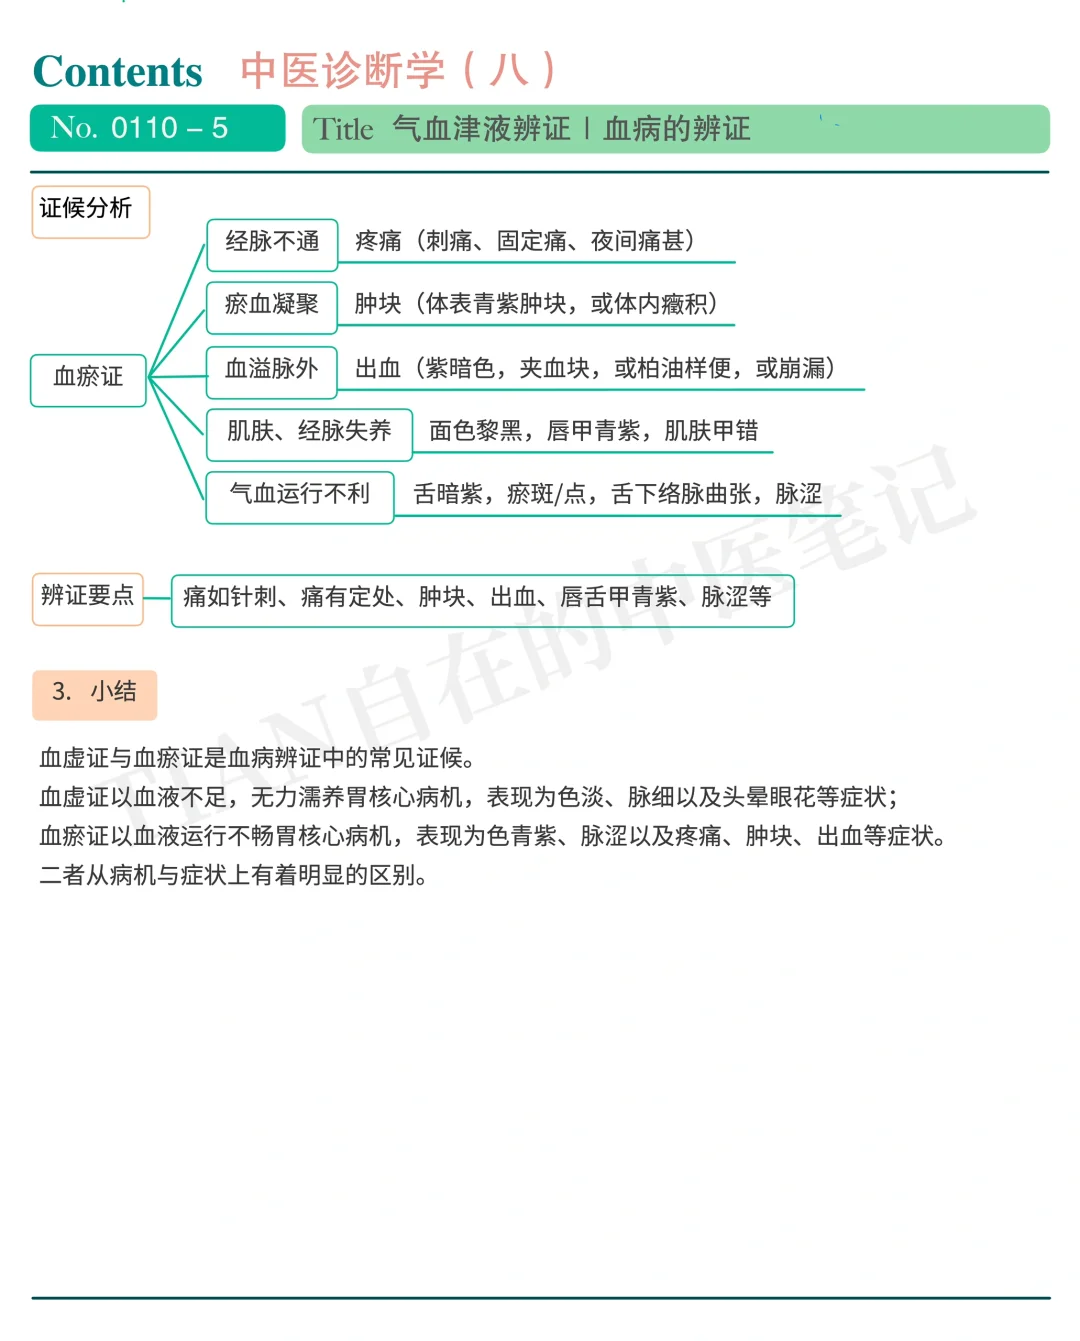 Contents 中医诊断学（八）
No. 0110 – 5
Title 气血津液辨证 | 血病的辨证
证候分析
血瘀证
经脉不通 疼痛（刺痛、固定痛、夜间痛甚）
瘀血凝聚 肿块（体表青紫肿块，或体内癥积）
血溢脉外 出血（紫暗色，夹血块，或柏油样便，或崩漏）
肌肤、经脉失养 面色黎黑，唇甲青紫，肌肤甲错
气血运行不利 舌暗紫，瘀斑/点，舌下络脉曲张，脉涩
辨证要点 痛如针刺、痛有定处、肿块、出血、唇舌甲青紫、脉涩等
3. 小结
血虚证与血瘀证是血病辨证中的常见证候。
血虚证以血液不足，无力濡养胃核心病机，表现为色淡、脉细以及头晕眼花等症状；
血瘀证以血液运行不畅胃核心病机，表现为色青紫、脉涩以及疼痛、肿块、出血等症状。
二者从病机与症状上有着明显的区别。
TIAN自在的中医笔记